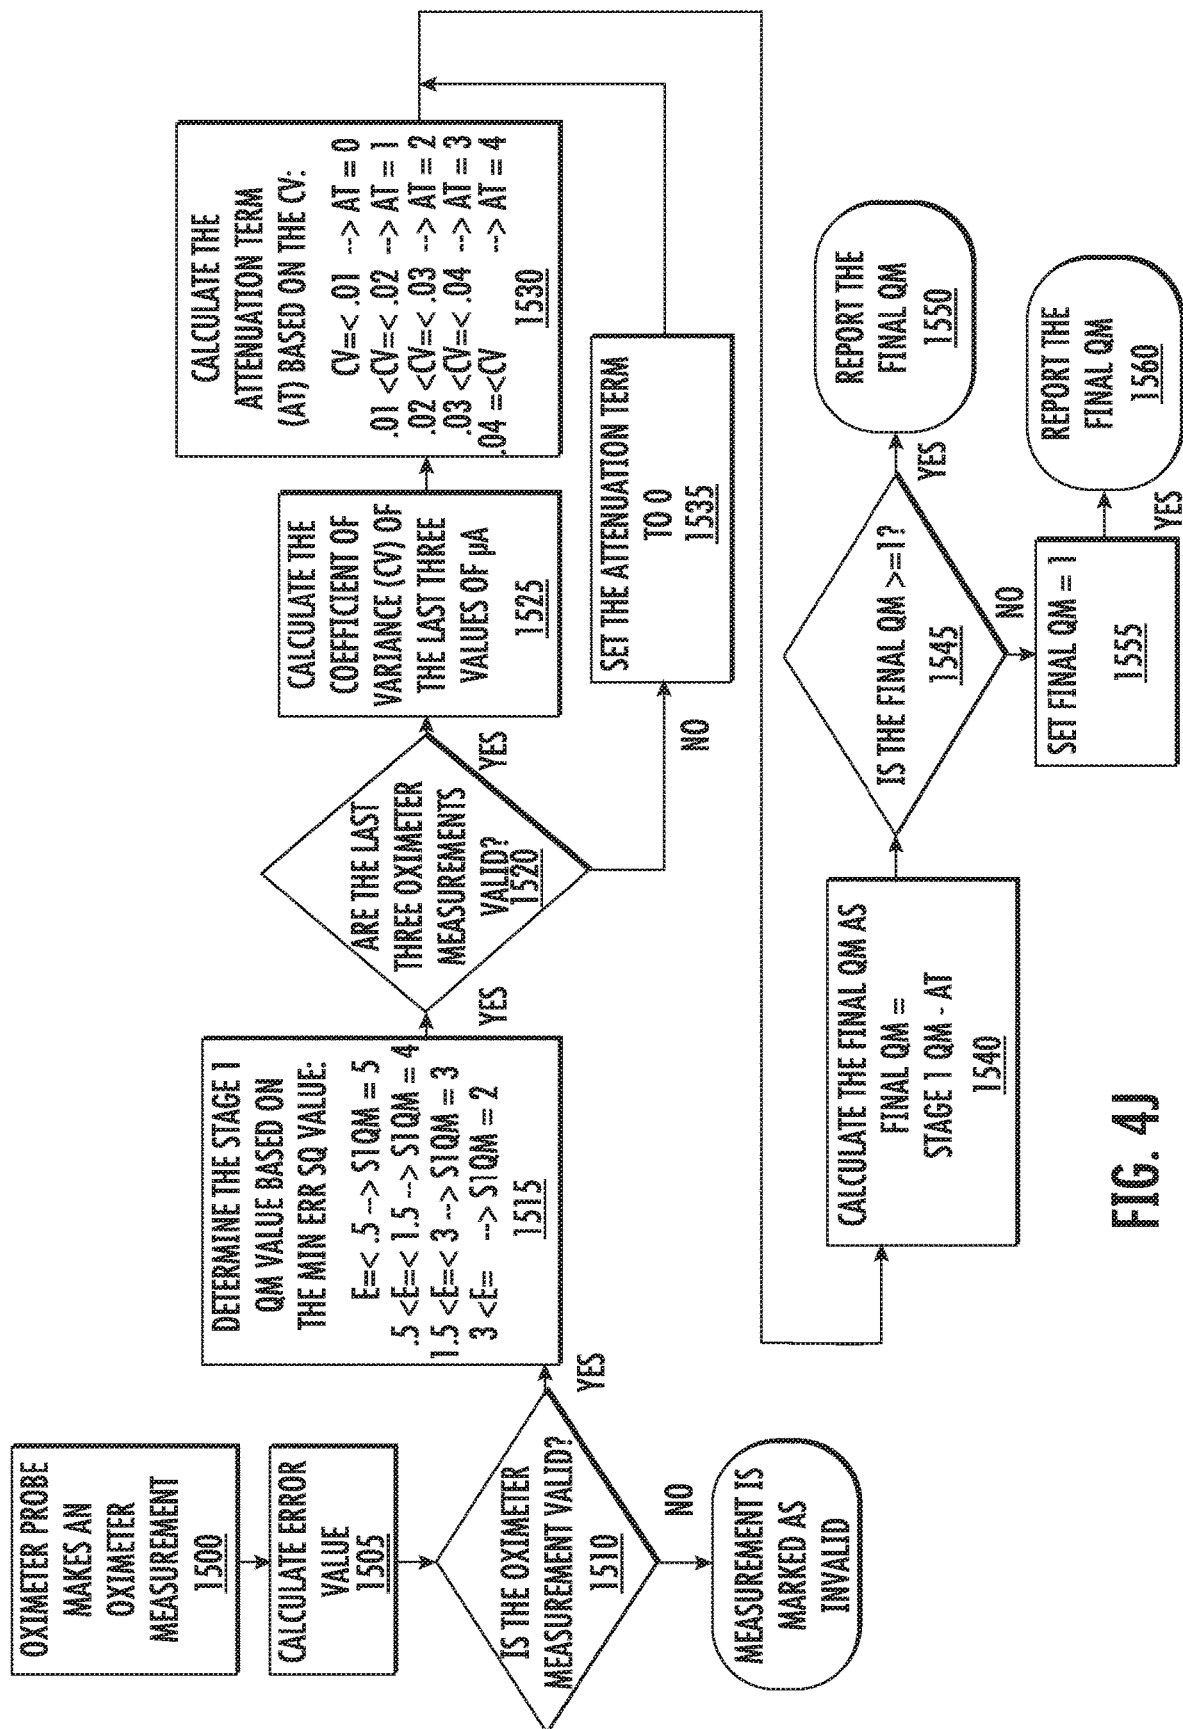 OXIMETER PROBE
MAKES AN
OXIMETER
MEASUREMENT
1500
CALCULATE ERROR
VALUE
1505
IS THE OXIMETER
MEASUREMENT VALID?
1510
NO
MEASUREMENT IS
MARKED AS
INVALID
YES
DETERMINE THE STAGE 1
QM VALUE BASED ON
THE MIN ERR SQ VALUE:
E=< .5 --> S1QM = 5
.5 <E=< 1.5 --> S1QM = 4
1.5 <E=< 3 --> S1QM = 3
3 <E= --> S1QM = 2
1515
YES
ARE THE LAST
THREE OXIMETER
MEASUREMENTS
VALID?
1520
YES
NO
CALCULATE THE
COEFFICIENT OF
VARIANCE (CV) OF
THE LAST THREE
VALUES OF µA
1525
CALCULATE THE
ATTENUATION TERM
(AT) BASED ON THE CV:
CV=< .01 --> AT = 0
.01 <CV=< .02 --> AT = 1
.02 <CV=< .03 --> AT = 2
.03 <CV=< .04 --> AT = 3
.04 =<CV --> AT = 4
1530
SET THE ATTENUATION TERM
TO 0
1535
CALCULATE THE FINAL QM AS
FINAL QM =
STAGE 1 QM - AT
1540
IS THE FINAL QM >=1?
1545
YES
REPORT THE
FINAL QM
1550
NO
SET FINAL QM = 1
1555
YES
REPORT THE
FINAL QM
1560
FIG. 4J